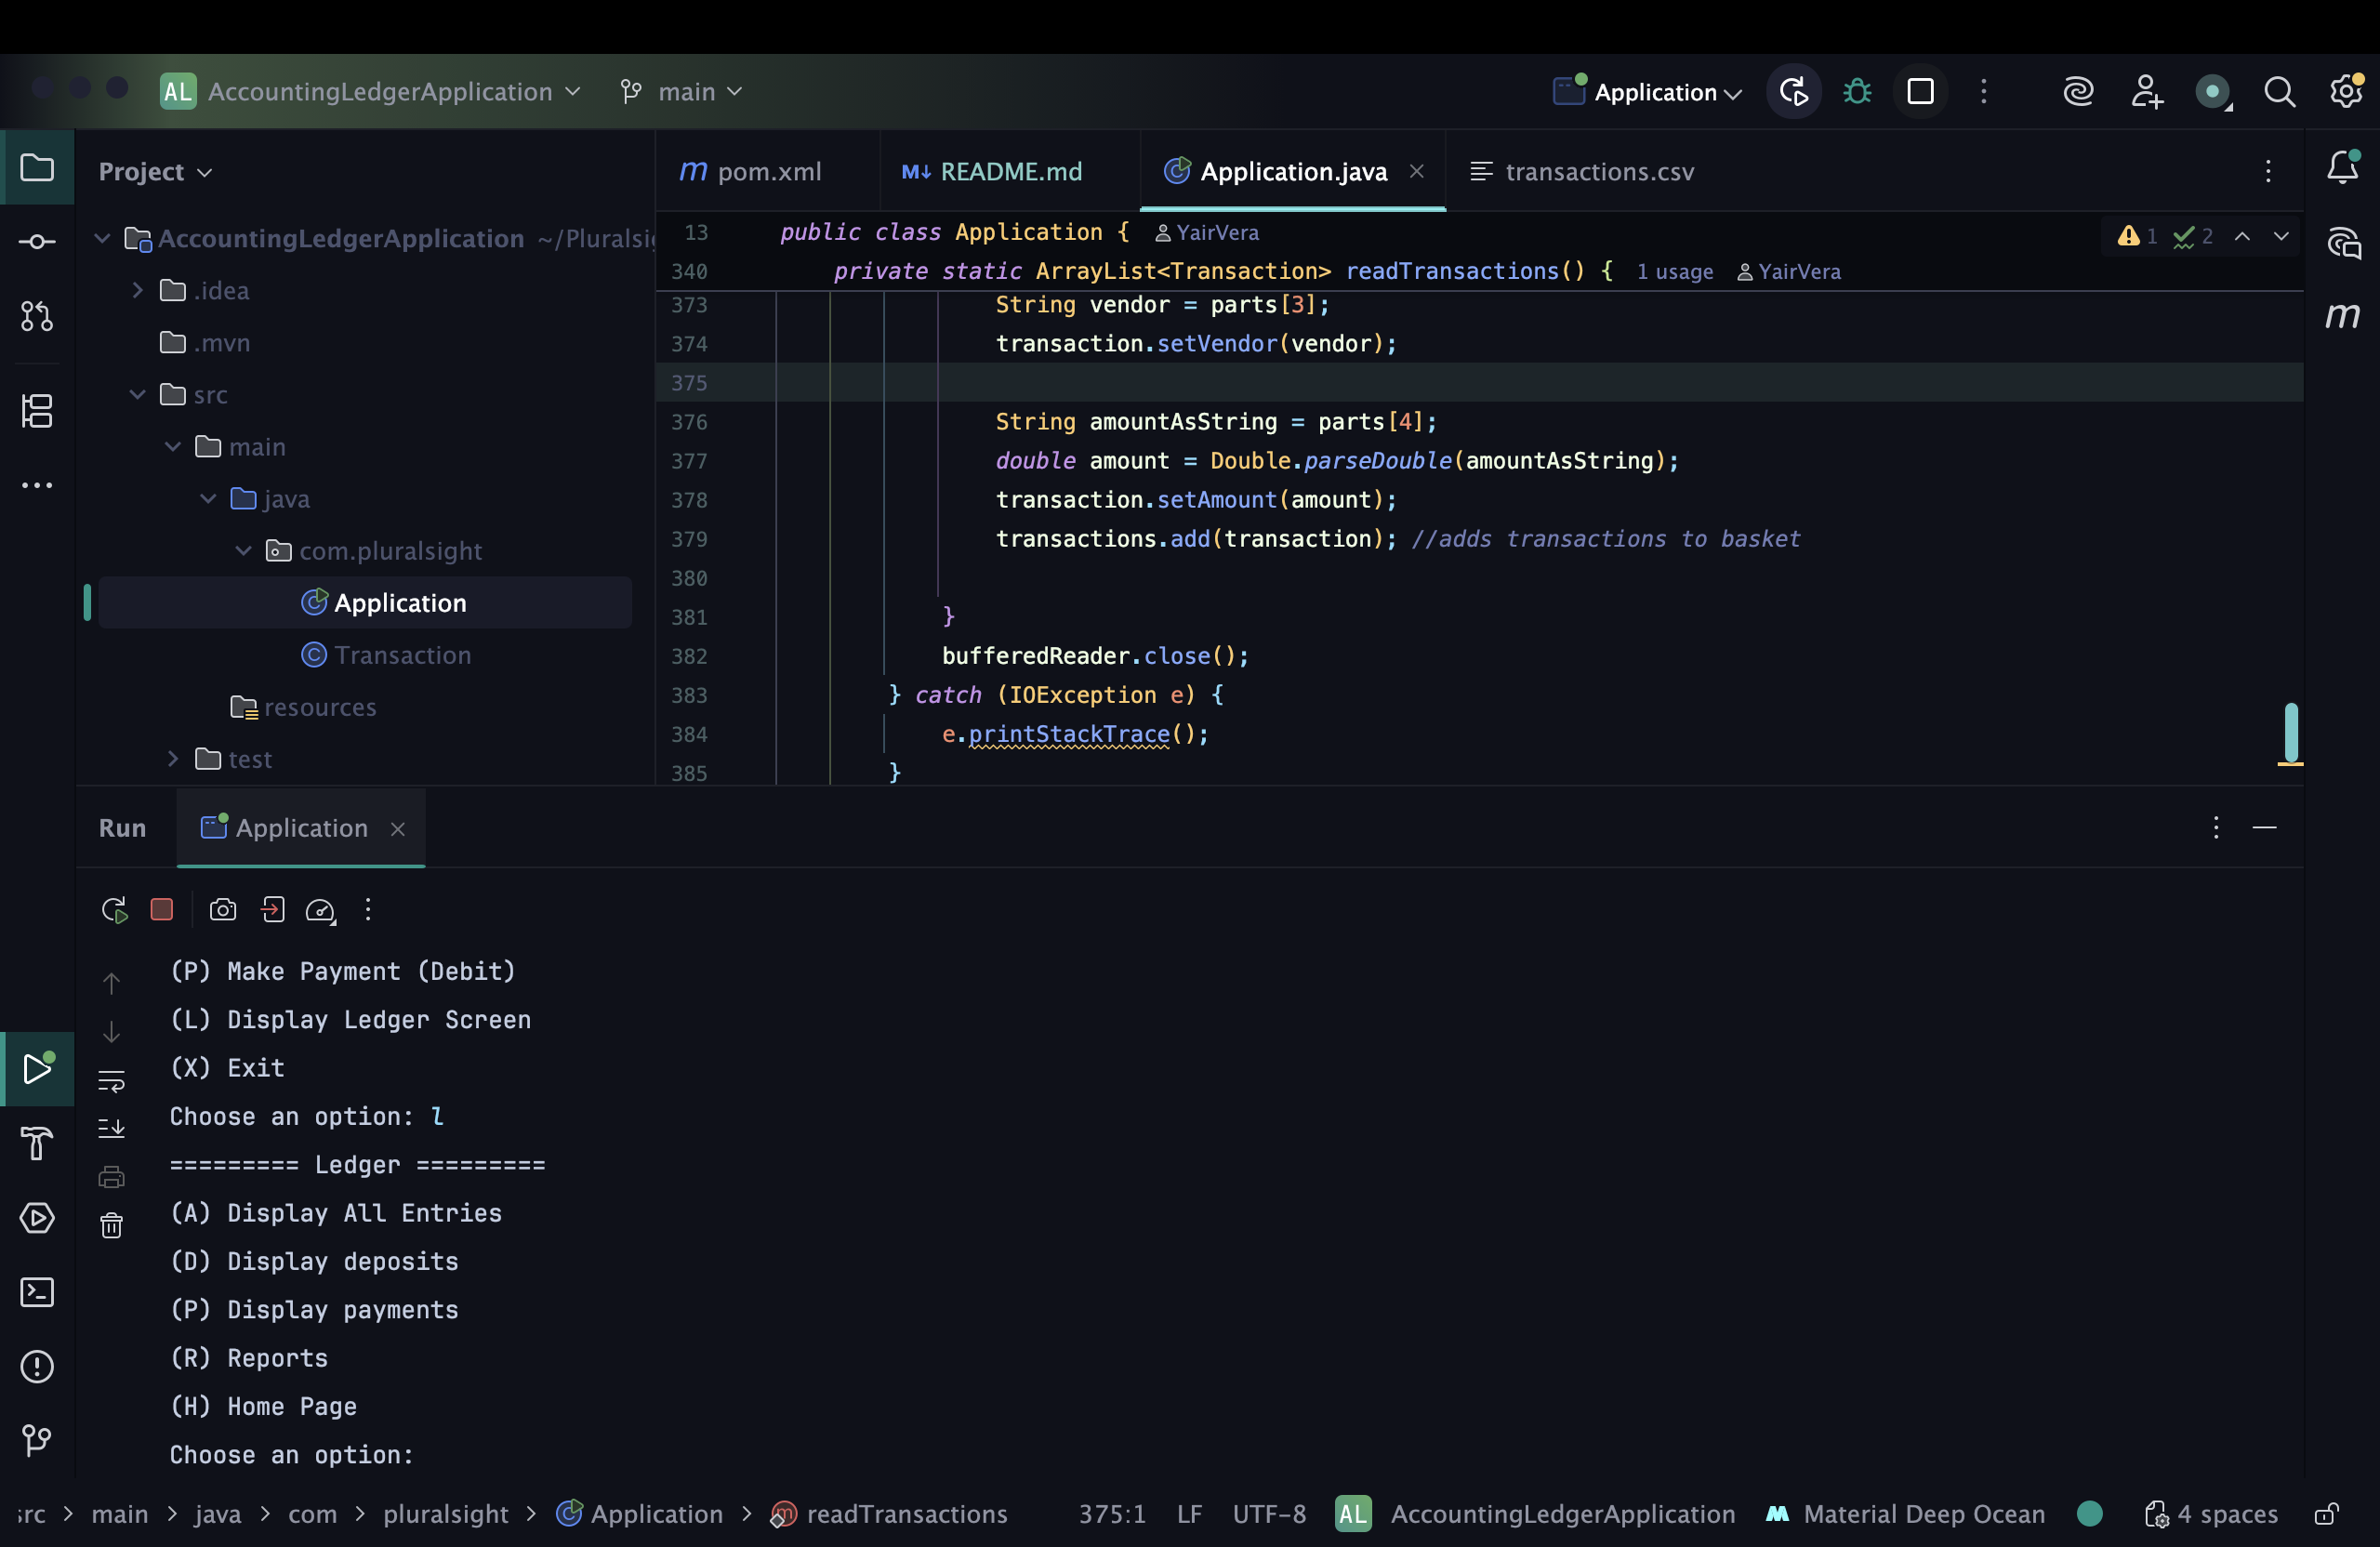 AL AccountingLedgerApplication main Application
Project
pom.xml README.md Application.java transactions.csv
AccountingLedgerApplication
.idea
.mvn
src
main
java
com.pluralsight
Application
Transaction
resources
test
13 public class Application { YairVera
1 2
340 private static ArrayList<Transaction> readTransactions() { 1 usage YairVera
373 String vendor = parts[3];
374 transaction.setVendor(vendor);
375
376 String amountAsString = parts[4];
377 double amount = Double.parseDouble(amountAsString);
378 transaction.setAmount(amount);
379 transactions.add(transaction); //adds transactions to basket
380
381 }
382 bufferedReader.close();
383 } catch (IOException e) {
384 e.printStackTrace();
385 }
Run Application
(P) Make Payment (Debit)
(L) Display Ledger Screen
(X) Exit
Choose an option: l
========= Ledger =========
(A) Display All Entries
(D) Display deposits
(P) Display payments
(R) Reports
(H) Home Page
Choose an option:
main > java > com > pluralsight > Application > readTransactions 375:1 LF UTF-8 AL AccountingLedgerApplication Material Deep Ocean 4 spaces